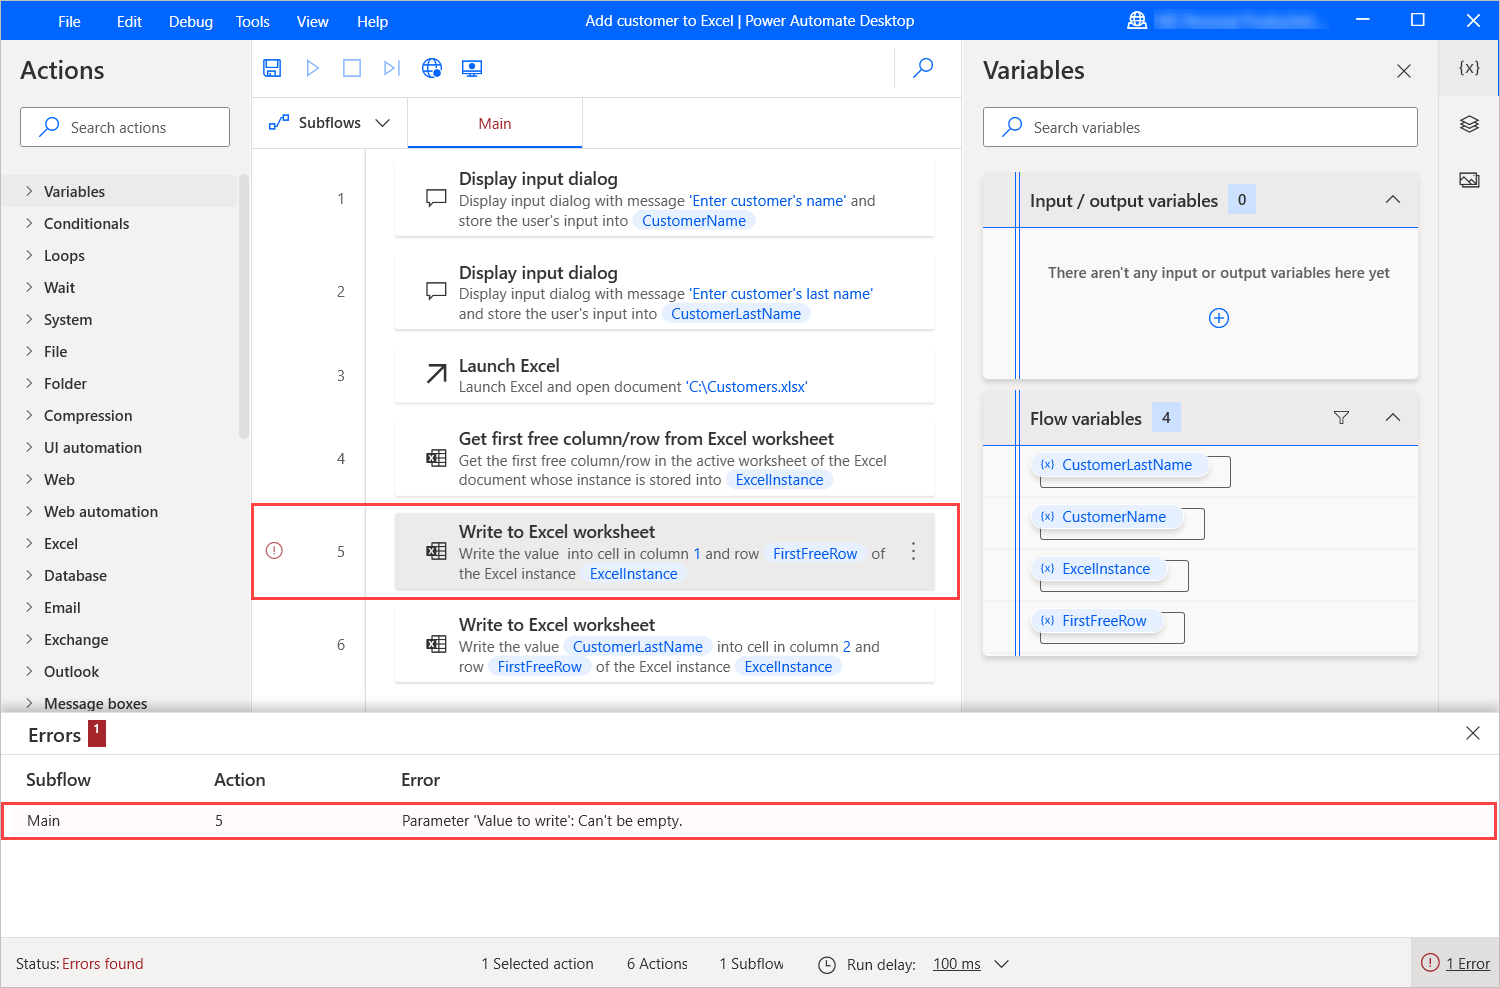 File Edit Debug Tools View Help
Add customer to Excel | Power Automate Desktop
Actions
Search actions
Variables
Conditionals
Loops
Wait
System
File
Folder
Compression
UI automation
Web
Web automation
Excel
Database
Email
Exchange
Outlook
Message boxes
Subflows
Main
1
Display input dialog
Display input dialog with message 'Enter customer's name' and
store the user's input into CustomerName
2
Display input dialog
Display input dialog with message 'Enter customer's last name'
and store the user's input into CustomerLastName
3
Launch Excel
Launch Excel and open document 'C:\Customers.xlsx'
4
Get first free column/row from Excel worksheet
Get the first free column/row in the active worksheet of the Excel
document whose instance is stored into ExcelInstance
5
Write to Excel worksheet
Write the value into cell in column 1 and row FirstFreeRow of
the Excel instance ExcelInstance
6
Write to Excel worksheet
Write the value CustomerLastName into cell in column 2 and
row FirstFreeRow of the Excel instance ExcelInstance
Variables
{x}
Search variables
Input / output variables 0
There aren't any input or output variables here yet
Flow variables 4
{x} CustomerLastName
{x} CustomerName
{x} ExcelInstance
{x} FirstFreeRow
Errors 1
Subflow Action Error
Main 5 Parameter 'Value to write': Can't be empty.
Status: Errors found 1 Selected action 6 Actions 1 Subflow Run delay: 100 ms 1 Error